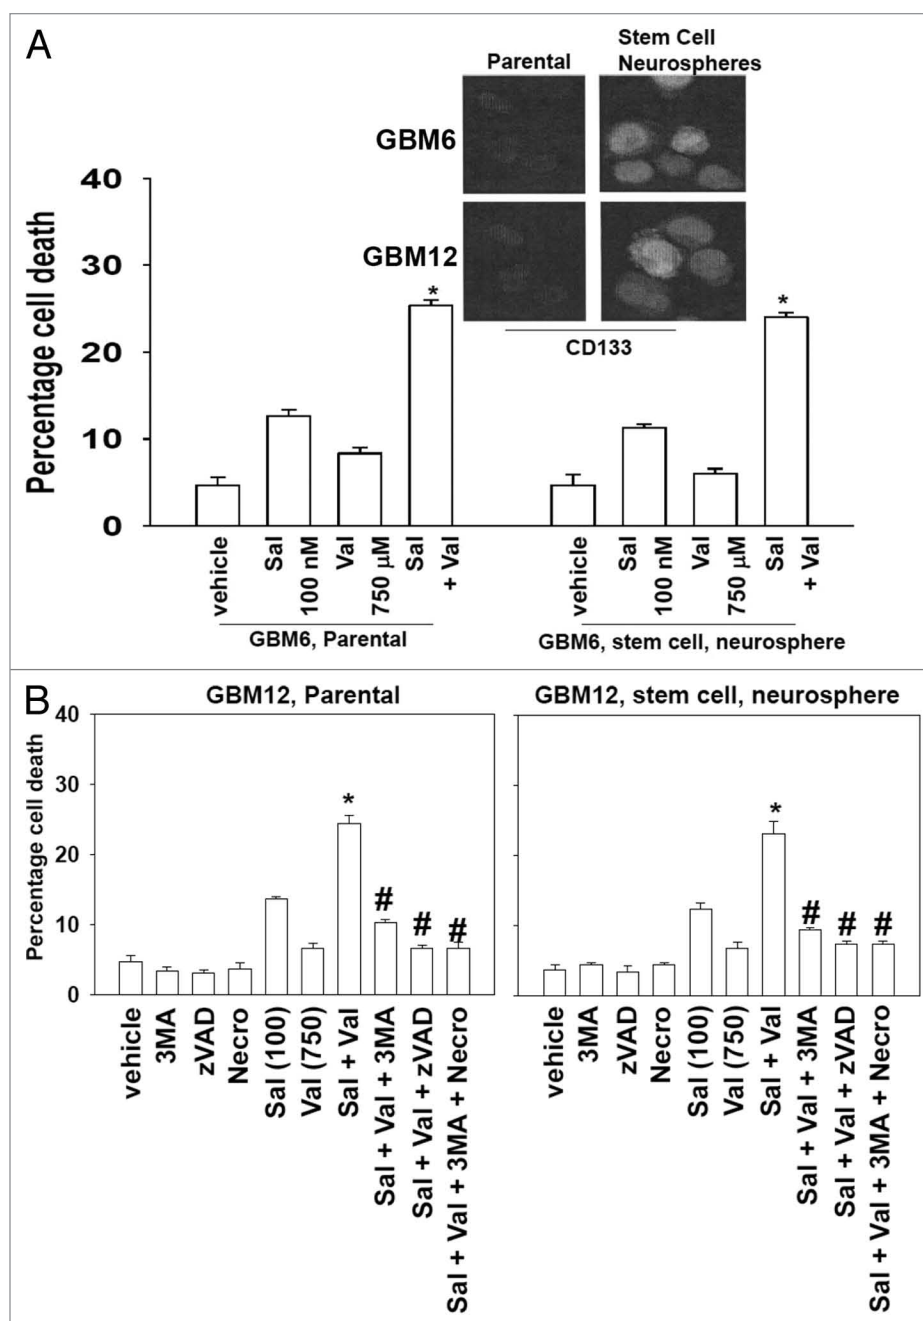 A
Parental
Stem Cell
Neurospheres
GBM6
GBM12
CD133
Percentage cell death
40
30
20
10
0
*
*
vehicle
Sal
100 nM
Val
750 µM
Sal
+ Val
vehicle
Sal
100 nM
Val
750 µM
Sal
+ Val
GBM6, Parental
GBM6, stem cell, neurosphere
B
GBM12, Parental
GBM12, stem cell, neurosphere
Percentage cell death
40
30
20
10
0
*
#
#
#
*
#
#
#
vehicle
3MA
zVAD
Necro
Sal (100)
Val (750)
Sal + Val
Sal + Val + 3MA
Sal + Val + zVAD
Sal + Val + 3MA + Necro
vehicle
3MA
zVAD
Necro
Sal (100)
Val (750)
Sal + Val
Sal + Val + 3MA
Sal + Val + zVAD
Sal + Val + 3MA + Necro